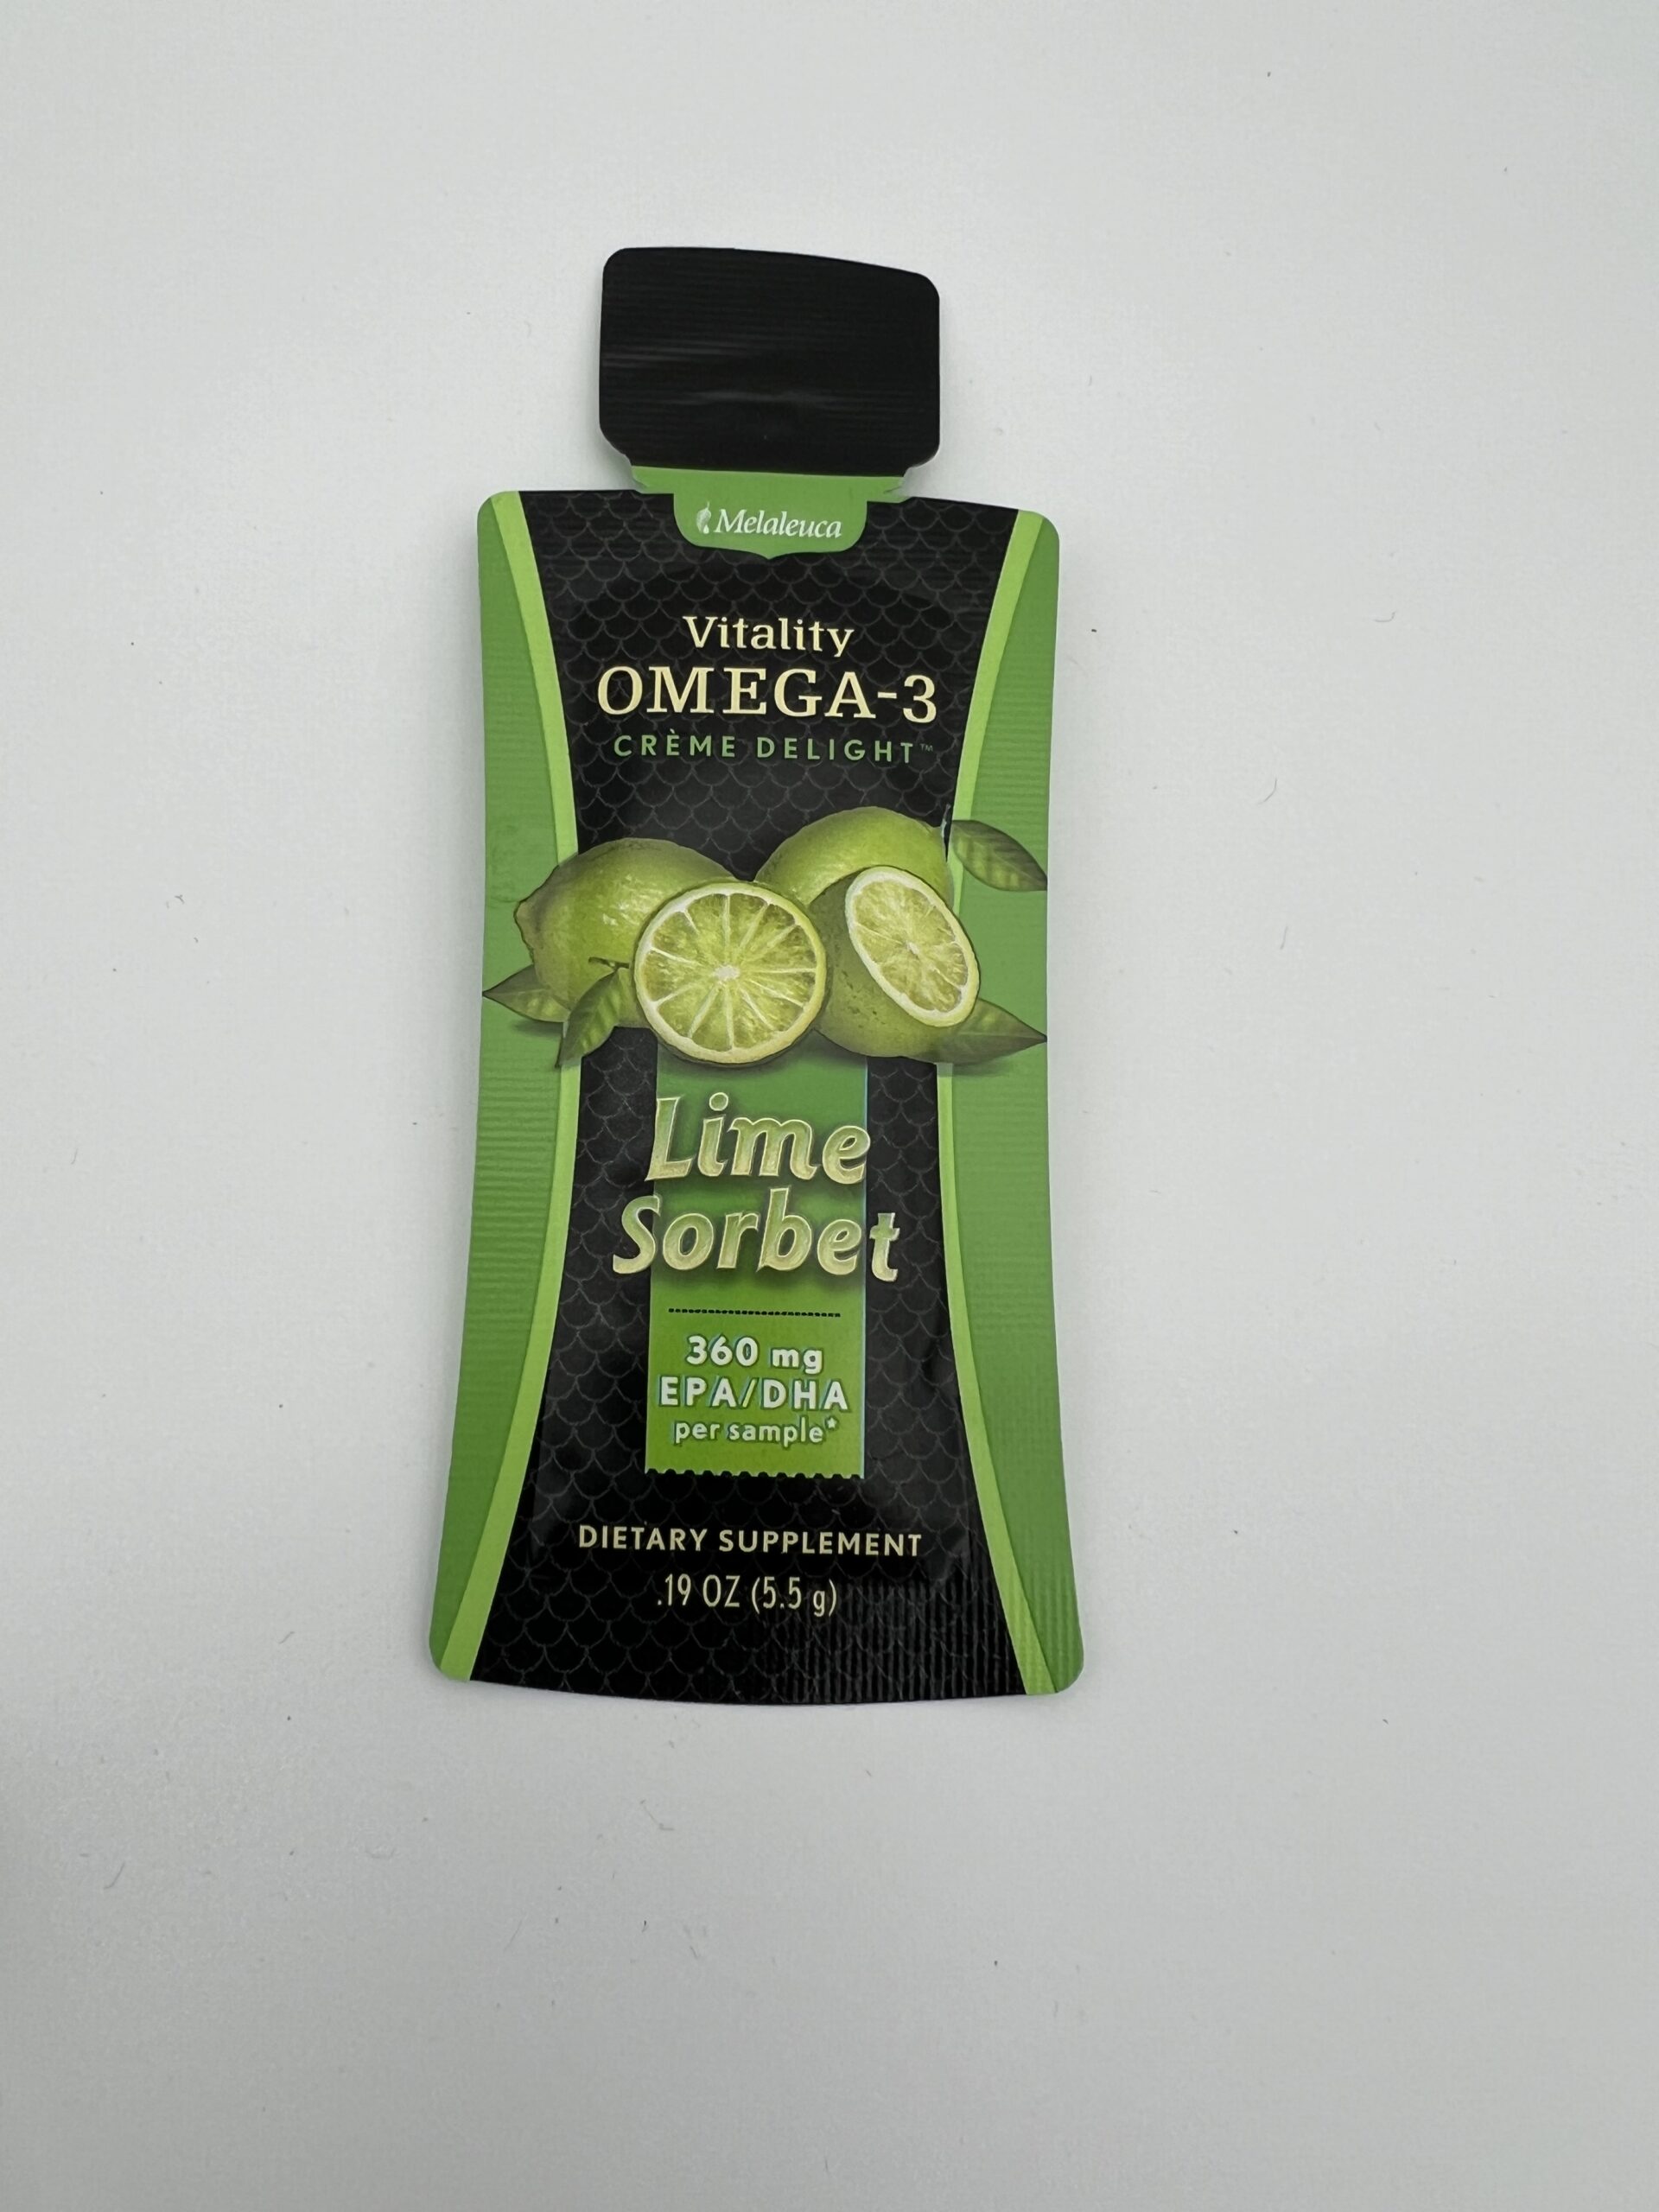 Melaleuca
Vitality
OMEGA-3
CRÈME DELIGHT™
Lime
Sorbet
360 mg
EPA/DHA
per sample*
DIETARY SUPPLEMENT
.19 OZ (5.5 g)